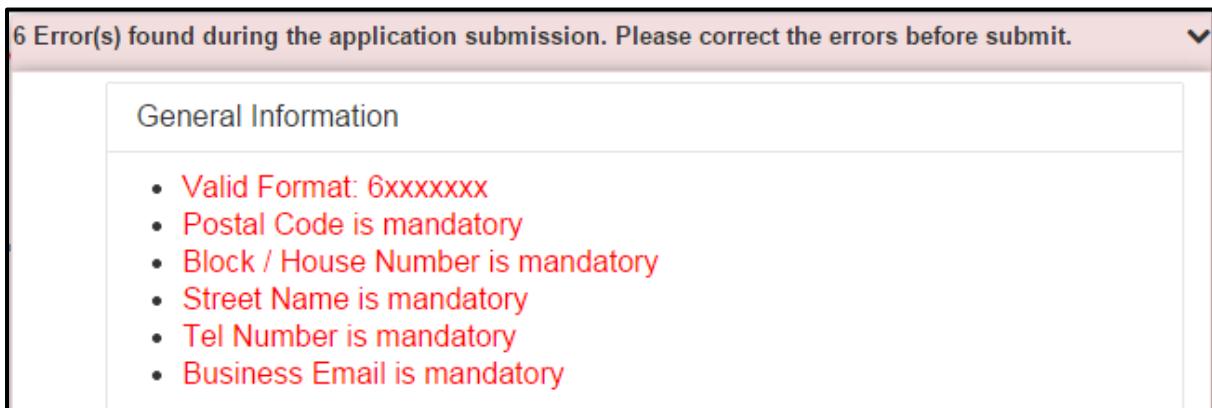 6 Error(s) found during the application submission. Please correct the errors before submit.
General Information
• Valid Format: 6xxxxxxx
• Postal Code is mandatory
• Block / House Number is mandatory
• Street Name is mandatory
• Tel Number is mandatory
• Business Email is mandatory